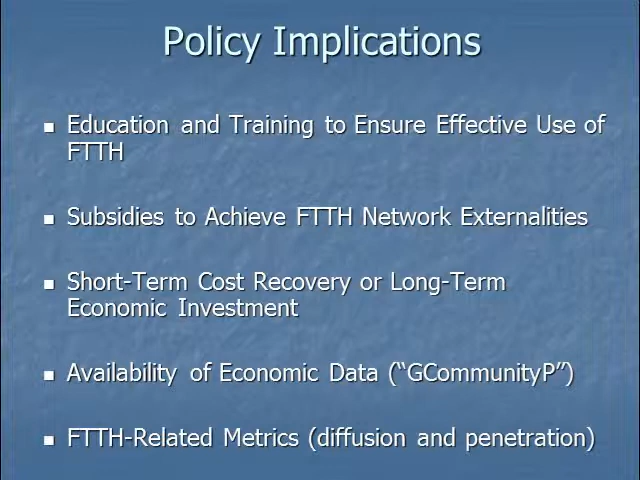 Policy Implications
Education and Training to Ensure Effective Use of
FTTH
Subsidies to Achieve FTTH Network Externalities
Short-Term Cost Recovery or Long-Term
Economic Investment
Availability of Economic Data (“GCommunityP”)
FTTH-Related Metrics (diffusion and penetration)